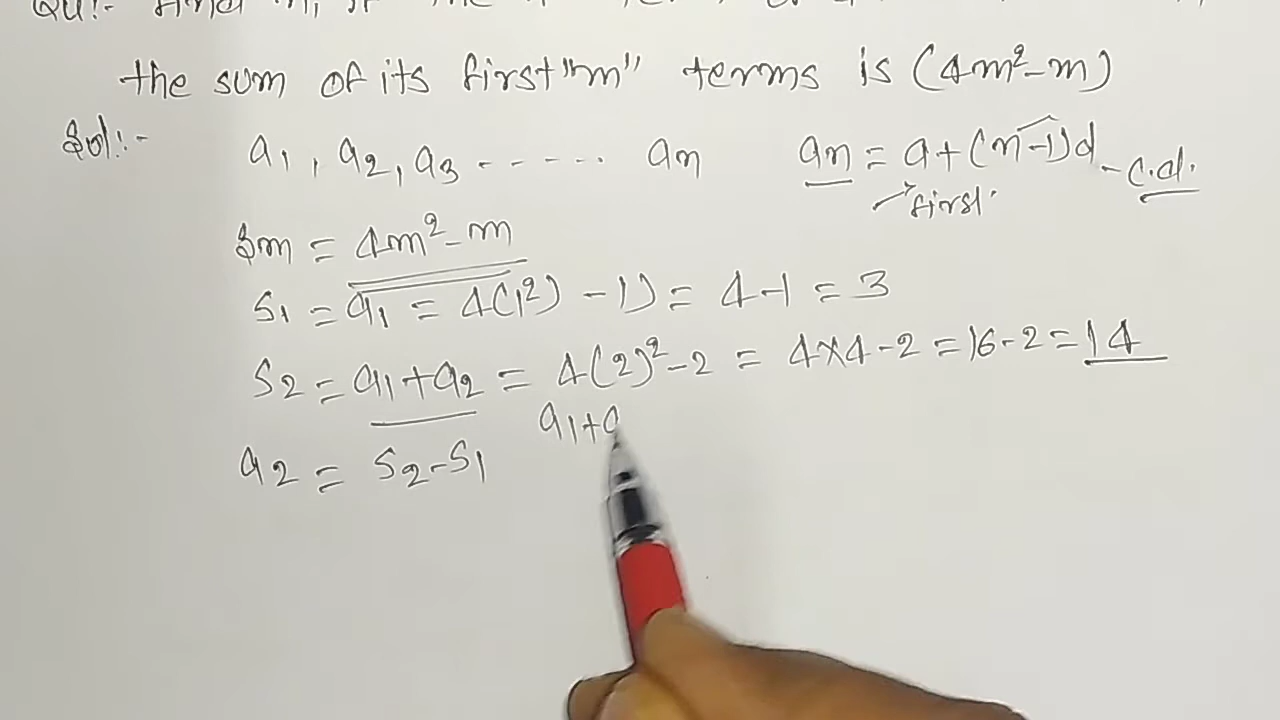 the sum of its first "m" terms is (4m²-m)
Sol:-
a1, a2, a3 ------ an an = a+(n-1)d - c.d.
first
Sm = 4m²-m
S1 = a1 = 4(1²) - 1) = 4-1 = 3
S2 = a1+a2 = 4(2)²-2 = 4×4-2 = 16-2 = 14
a1+a
a2 = S2-S1